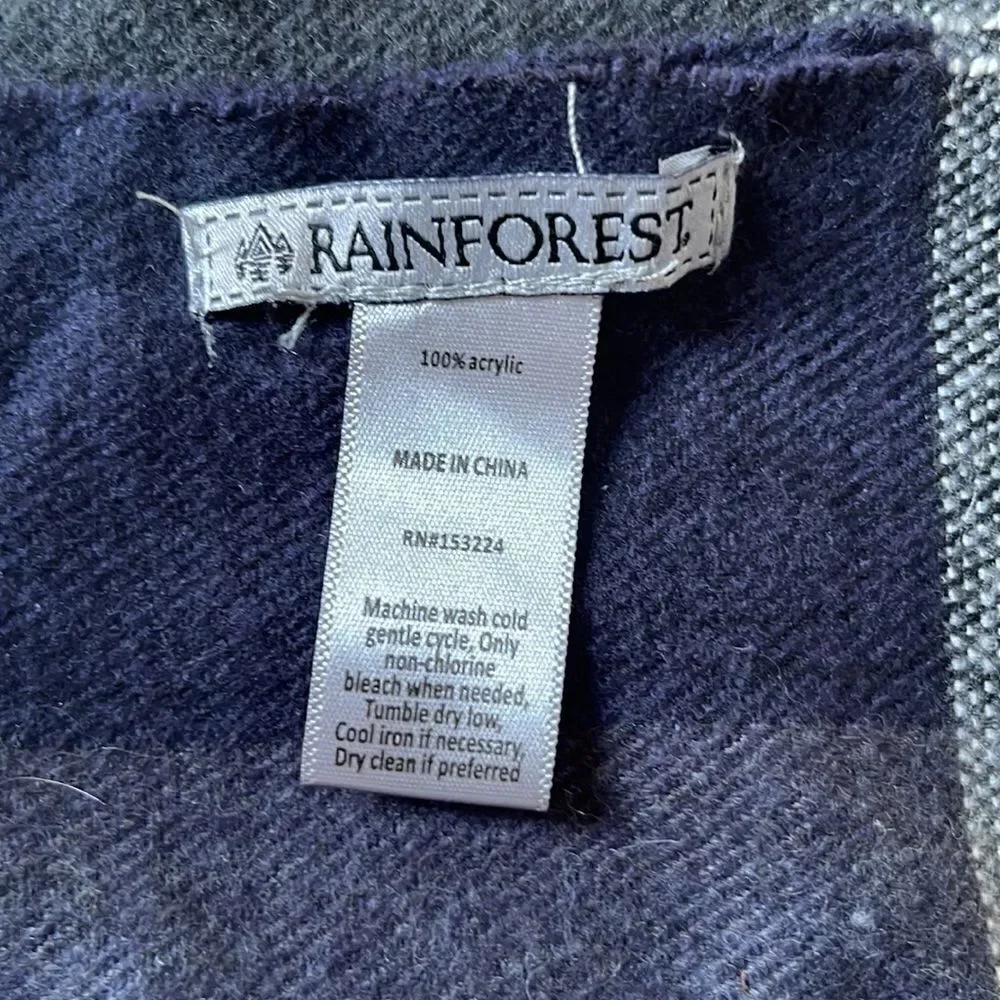 RAINFOREST
100% acrylic
MADE IN CHINA
RN#153224
Machine wash cold
gentle cycle, Only
non-chlorine
bleach when needed,
Tumble dry low,
Cool iron if necessary,
Dry clean if preferred